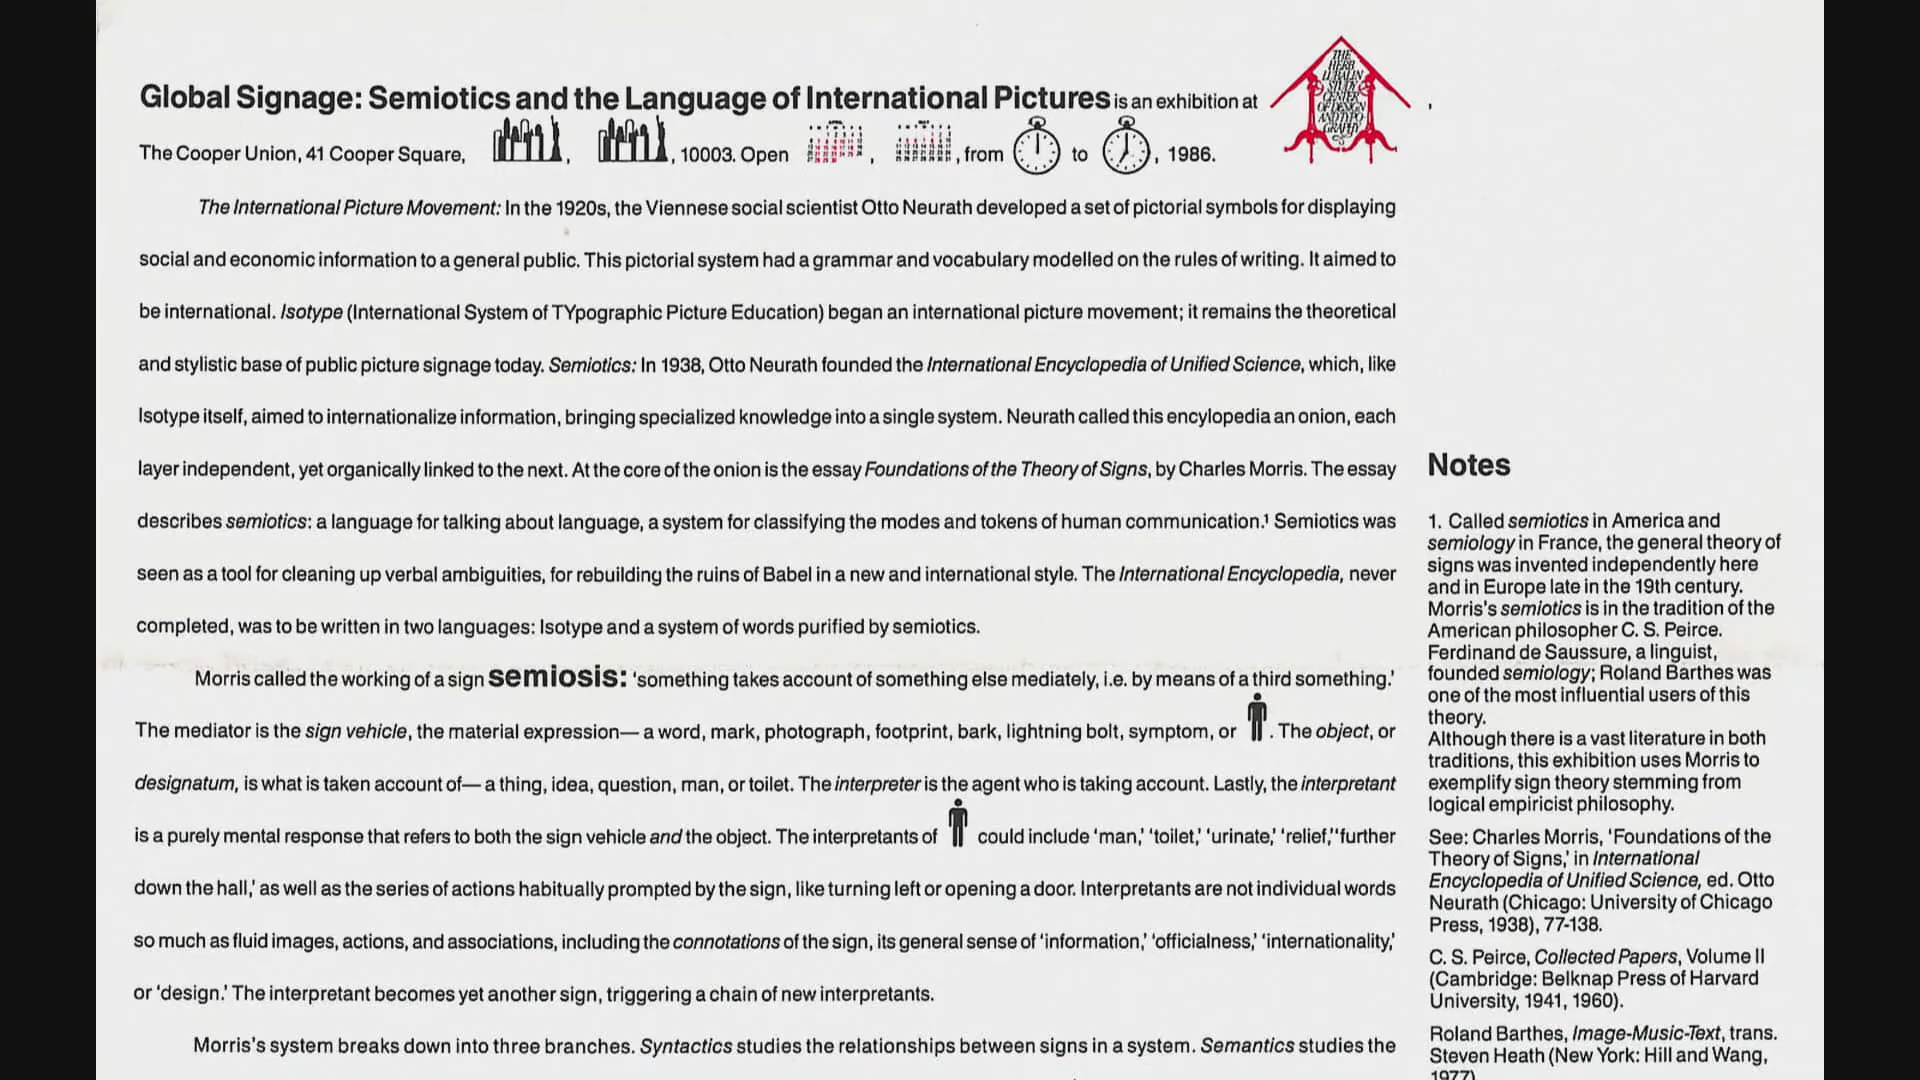 Global Signage: Semiotics and the Language of International Pictures is an exhibition at
THE
HERB
LUBALIN
STUDY
CENTER
OF DESIGN
AND TYPO
GRAPHY
,
The Cooper Union, 41 Cooper Square, , , 10003. Open , , from to , 1986.
The International Picture Movement: In the 1920s, the Viennese social scientist Otto Neurath developed a set of pictorial symbols for displaying
social and economic information to a general public. This pictorial system had a grammar and vocabulary modelled on the rules of writing. It aimed to
be international. Isotype (International System of TYpographic Picture Education) began an international picture movement; it remains the theoretical
and stylistic base of public picture signage today. Semiotics: In 1938, Otto Neurath founded the International Encyclopedia of Unified Science, which, like
Isotype itself, aimed to internationalize information, bringing specialized knowledge into a single system. Neurath called this encylopedia an onion, each
layer independent, yet organically linked to the next. At the core of the onion is the essay Foundations of the Theory of Signs, by Charles Morris. The essay
describes semiotics: a language for talking about language, a system for classifying the modes and tokens of human communication.¹ Semiotics was
seen as a tool for cleaning up verbal ambiguities, for rebuilding the ruins of Babel in a new and international style. The International Encyclopedia, never
completed, was to be written in two languages: Isotype and a system of words purified by semiotics.
Morris called the working of a sign semiosis: 'something takes account of something else mediately, i.e. by means of a third something.'
The mediator is the sign vehicle, the material expression— a word, mark, photograph, footprint, bark, lightning bolt, symptom, or . The object, or
designatum, is what is taken account of— a thing, idea, question, man, or toilet. The interpreter is the agent who is taking account. Lastly, the interpretant
is a purely mental response that refers to both the sign vehicle and the object. The interpretants of could include 'man,' 'toilet,' 'urinate,' 'relief,' 'further
down the hall,' as well as the series of actions habitually prompted by the sign, like turning left or opening a door. Interpretants are not individual words
so much as fluid images, actions, and associations, including the connotations of the sign, its general sense of 'information,' 'officialness,' 'internationality,'
or 'design.' The interpretant becomes yet another sign, triggering a chain of new interpretants.
Morris's system breaks down into three branches. Syntactics studies the relationships between signs in a system. Semantics studies the
Notes
1. Called semiotics in America and
semiology in France, the general theory of
signs was invented independently here
and in Europe late in the 19th century.
Morris's semiotics is in the tradition of the
American philosopher C. S. Peirce.
Ferdinand de Saussure, a linguist,
founded semiology; Roland Barthes was
one of the most influential users of this
theory.
Although there is a vast literature in both
traditions, this exhibition uses Morris to
exemplify sign theory stemming from
logical empiricist philosophy.
See: Charles Morris, 'Foundations of the
Theory of Signs,' in International
Encyclopedia of Unified Science, ed. Otto
Neurath (Chicago: University of Chicago
Press, 1938), 77-138.
C. S. Peirce, Collected Papers, Volume II
(Cambridge: Belknap Press of Harvard
University, 1941, 1960).
Roland Barthes, Image-Music-Text, trans.
Steven Heath (New York: Hill and Wang,
1977)